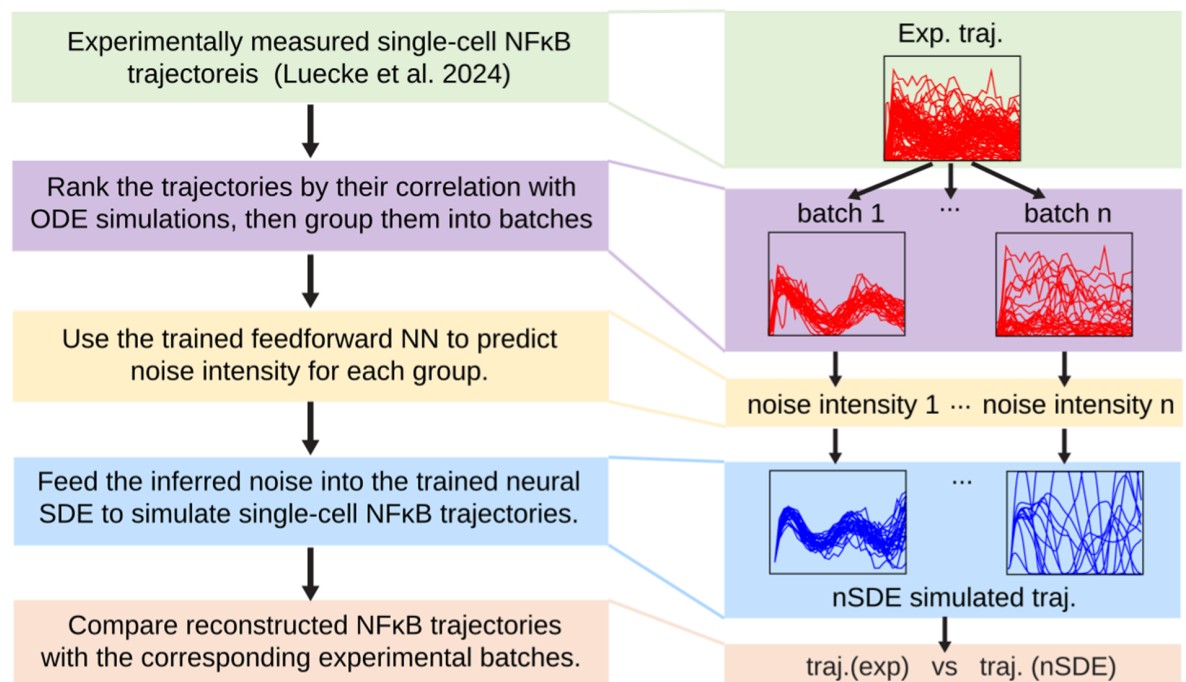 Experimentally measured single-cell NFκB
trajectoreis (Luecke et al. 2024)
Rank the trajectories by their correlation with
ODE simulations, then group them into batches
Use the trained feedforward NN to predict
noise intensity for each group.
Feed the inferred noise into the trained neural
SDE to simulate single-cell NFκB trajectories.
Compare reconstructed NFκB trajectories
with the corresponding experimental batches.
Exp. traj.
batch 1 ... batch n
noise intensity 1 ... noise intensity n
...
nSDE simulated traj.
traj.(exp) vs traj. (nSDE)